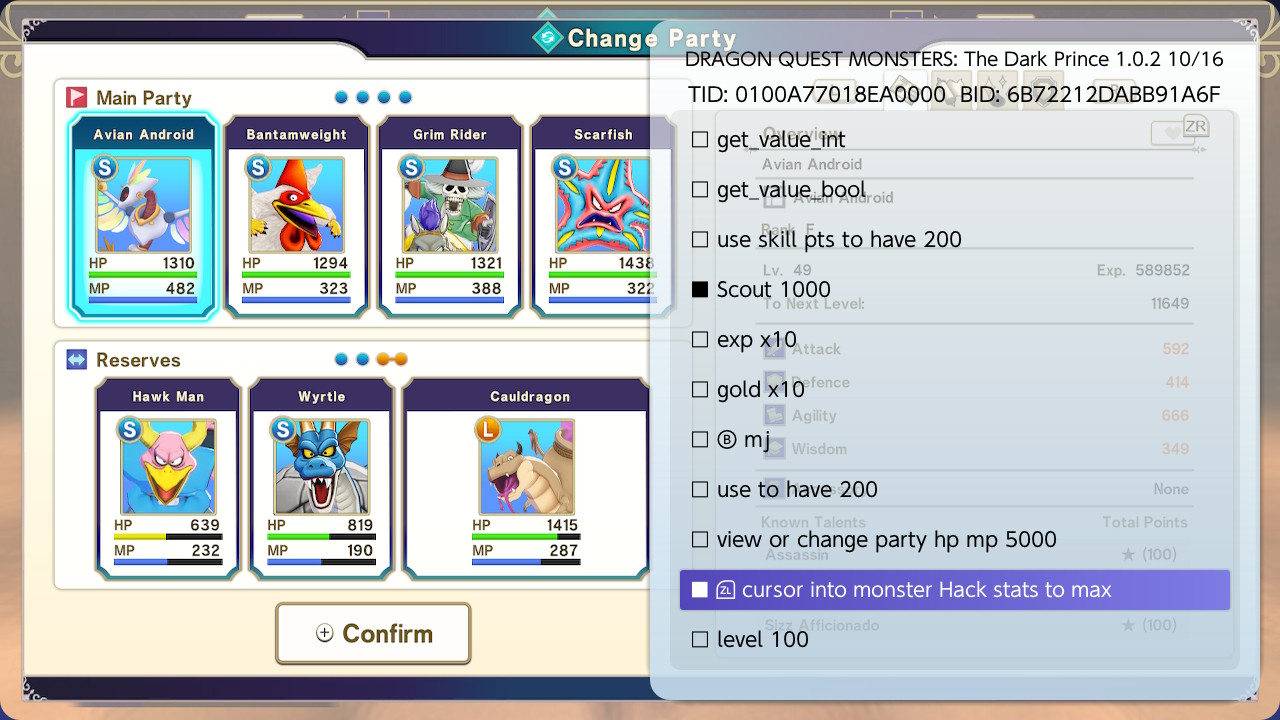 Change Party
DRAGON QUEST MONSTERS: The Dark Prince 1.0.2 10/16
TID: 0100A77018EA0000 BID: 6B72212DABB91A6F
Main Party
Avian Android
S
HP 1310
MP 482
Bantamweight
S
HP 1294
MP 323
Grim Rider
S
HP 1321
MP 388
Scarfish
S
HP 1438
MP 322
Reserves
Hawk Man
S
HP 639
MP 232
Wyrtle
S
HP 819
MP 190
Cauldragon
L
HP 1415
MP 287
+ Confirm
get_value_int
get_value_bool
use skill pts to have 200
Scout 1000
exp x10
gold x10
Ⓑ mj
use to have 200
view or change party hp mp 5000
ZL cursor into monster Hack stats to max
level 100
Overview
ZR
Avian Android
Avian Android
Lv. 49 Exp. 589852
To Next Level: 11649
Attack 592
Defence 414
Agility 666
Wisdom 349
None
Known Talents Total Points
Assassin ★ (100)
Sizz Afficionado ★ (100)